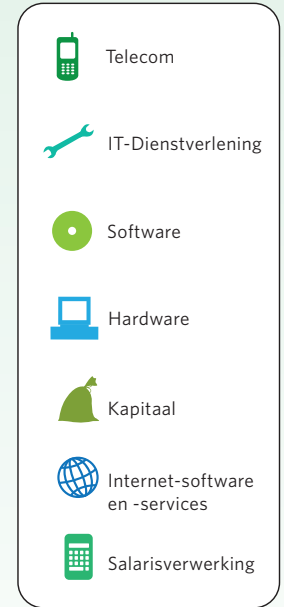 Telecom
IT-Dienstverlening
Software
Hardware
Kapitaal
Internet-software
en -services
Salarisverwerking